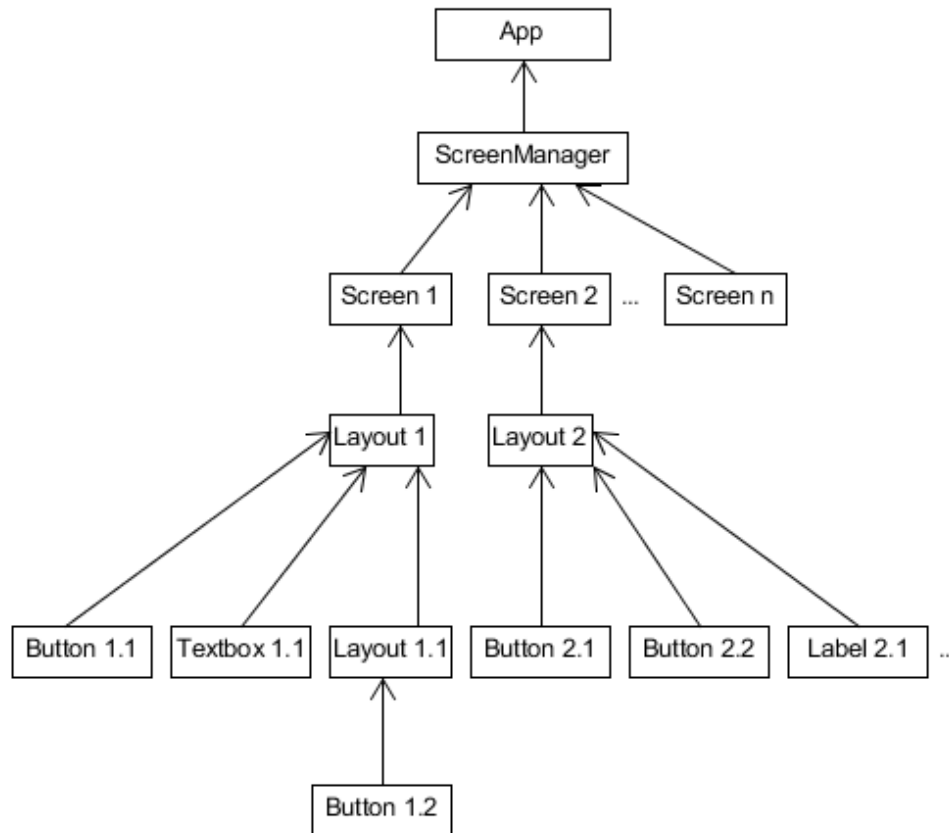 App
ScreenManager
Screen 1
Screen 2
...
Screen n
Layout 1
Layout 2
Button 1.1
Textbox 1.1
Layout 1.1
Button 2.1
Button 2.2
Label 2.1
...
Button 1.2